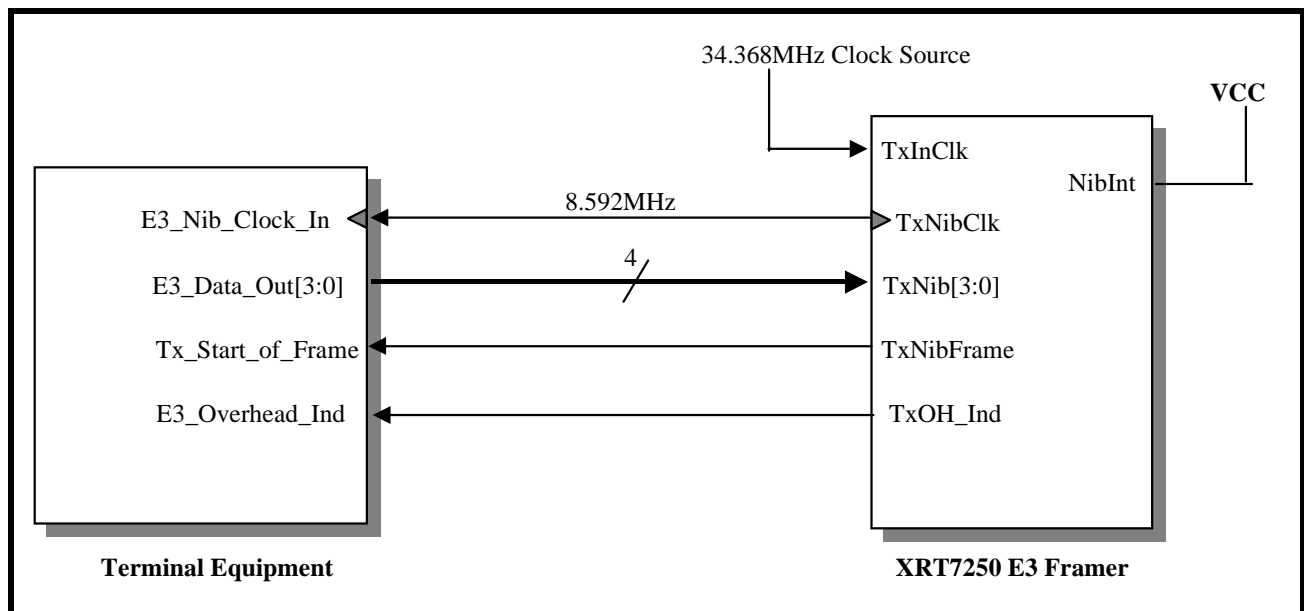 34.368MHz Clock Source
VCC
TxInClk
NibInt
8.592MHz
E3_Nib_Clock_In
TxNibClk
4
E3_Data_Out[3:0]
TxNib[3:0]
Tx_Start_of_Frame
TxNibFrame
E3_Overhead_Ind
TxOH_Ind
Terminal Equipment
XRT7250 E3 Framer